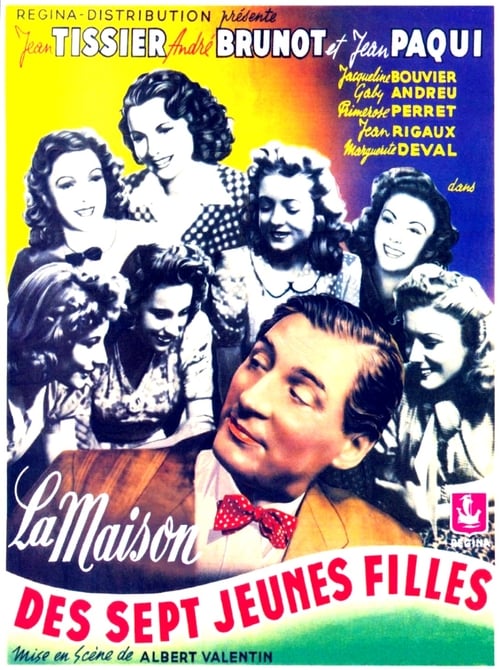 REGINA-DISTRIBUTION présente
Jean TISSIER André BRUNOT et Jean PAQUI
Jacqueline BOUVIER
Gaby ANDREU
Primerose PERRET
Jean RIGAUX
Marguerite DEVAL
dans
La Maison
REGINA
DES SEPT JEUNES FILLES
Mise en Scène de ALBERT VALENTIN